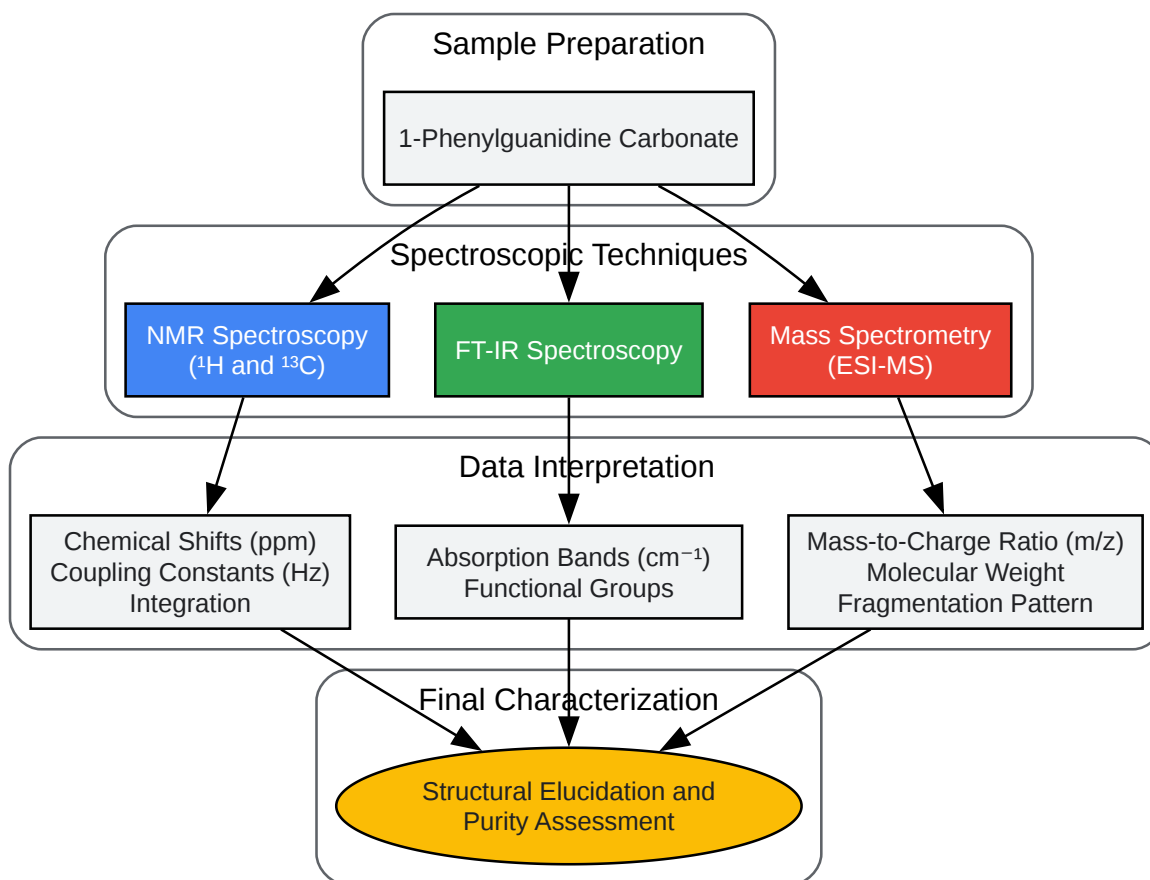 Sample Preparation
1-Phenylguanidine Carbonate
Spectroscopic Techniques
NMR Spectroscopy
(¹H and ¹³C)
FT-IR Spectroscopy
Mass Spectrometry
(ESI-MS)
Data Interpretation
Chemical Shifts (ppm)
Coupling Constants (Hz)
Integration
Absorption Bands (cm⁻¹)
Functional Groups
Mass-to-Charge Ratio (m/z)
Molecular Weight
Fragmentation Pattern
Final Characterization
Structural Elucidation and
Purity Assessment